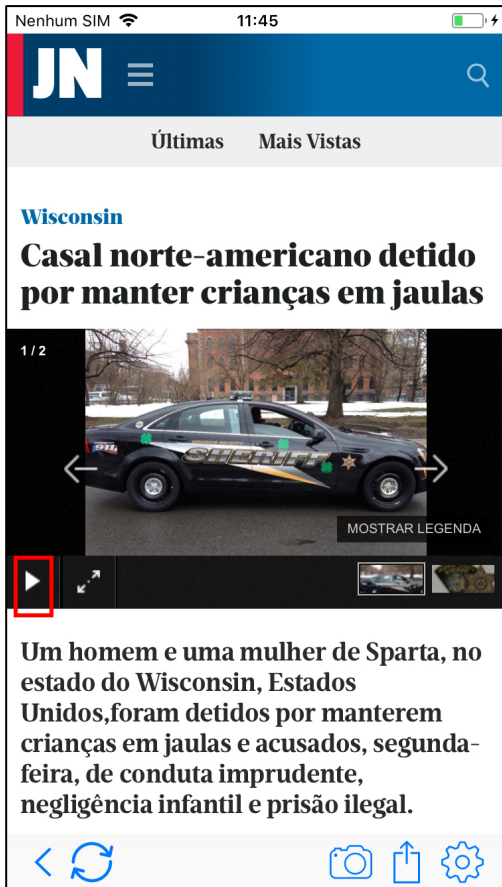 Nenhum SIM 11:45
JN
Últimas Mais Vistas
Wisconsin
Casal norte-americano detido
por manter crianças em jaulas
1 / 2
911
SHERIFF
MOSTRAR LEGENDA
Um homem e uma mulher de Sparta, no
estado do Wisconsin, Estados
Unidos,foram detidos por manterem
crianças em jaulas e acusados, segunda-
feira, de conduta imprudente,
negligência infantil e prisão ilegal.